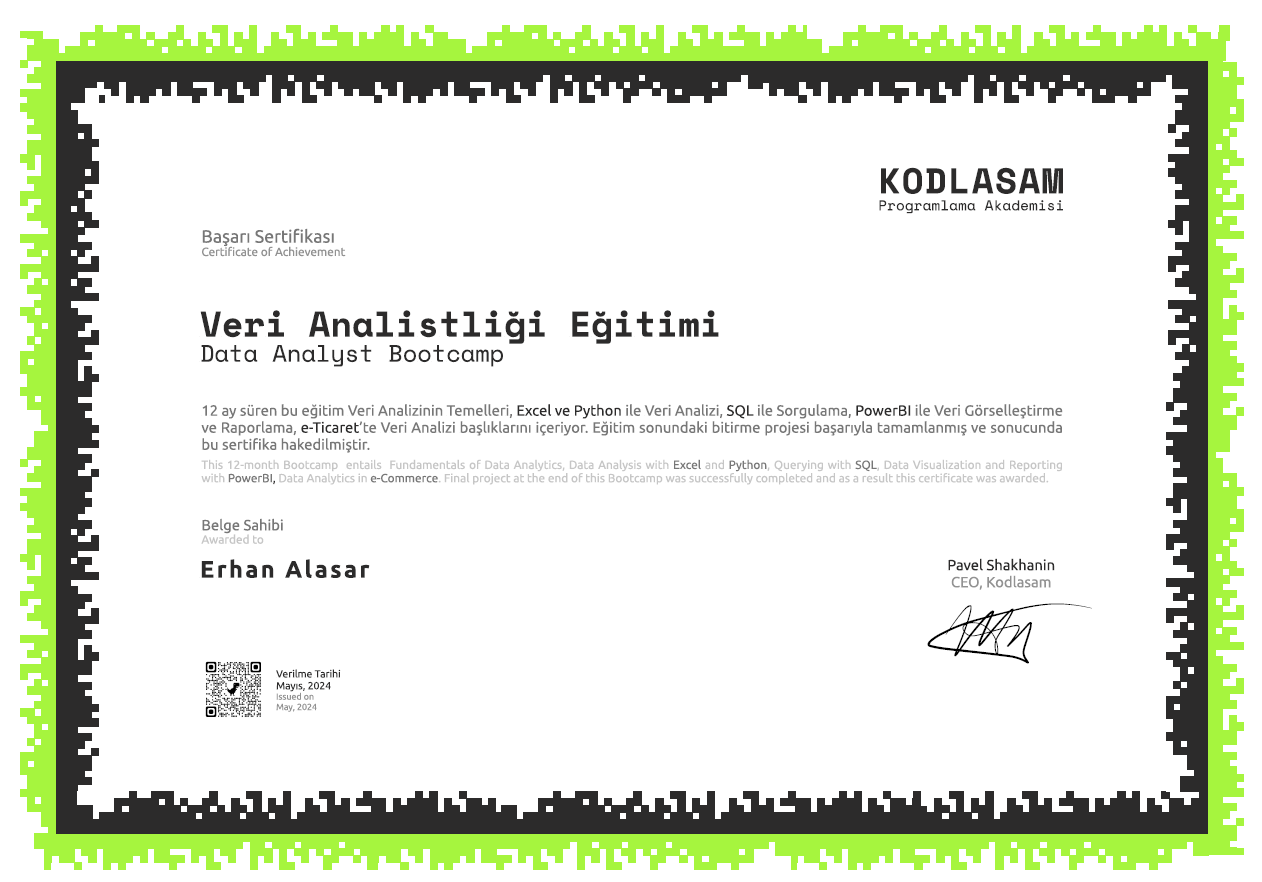 KODLASAM
Programlama Akademisi
Başarı Sertifikası
Certificate of Achievement
Veri Analistliği Eğitimi
Data Analyst Bootcamp
12 ay süren bu eğitim Veri Analizinin Temelleri, Excel ve Python ile Veri Analizi, SQL ile Sorgulama, PowerBI ile Veri Görselleştirme
ve Raporlama, e-Ticaret'te Veri Analizi başlıklarını içeriyor. Eğitim sonundaki bitirme projesi başarıyla tamamlanmış ve sonucunda
bu sertifika hakedilmiştir.
This 12-month Bootcamp entails Fundamentals of Data Analytics, Data Analysis with Excel and Python, Querying with SQL, Data Visualization and Reporting
with PowerBI, Data Analytics in e-Commerce. Final project at the end of this Bootcamp was successfully completed and as a result this certificate was awarded.
Belge Sahibi
Awarded to
Erhan Alasar
Pavel Shakhanin
CEO, Kodlasam
Verilme Tarihi
Mayıs, 2024
Issued on
May, 2024